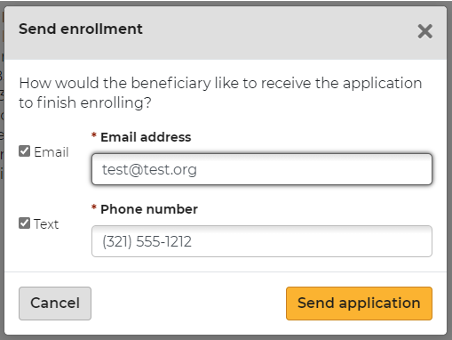 Send enrollment
How would the beneficiary like to receive the application
to finish enrolling?
* Email address
Email
test@test.org
* Phone number
Text
(321) 555-1212
Cancel
Send application